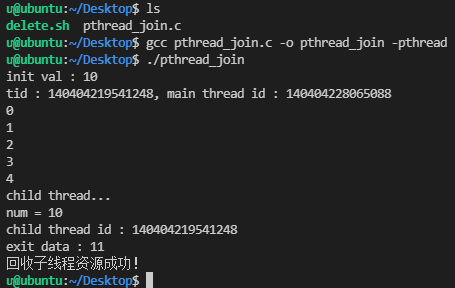 u@ubuntu:~/Desktop$ ls
delete.sh  pthread_join.c
u@ubuntu:~/Desktop$ gcc pthread_join.c -o pthread_join -pthread
u@ubuntu:~/Desktop$ ./pthread_join
init val : 10
tid : 140404219541248, main thread id : 140404228065088
0
1
2
3
4
child thread...
num = 10
child thread id : 140404219541248
exit data : 11
回收子线程资源成功!
u@ubuntu:~/Desktop$